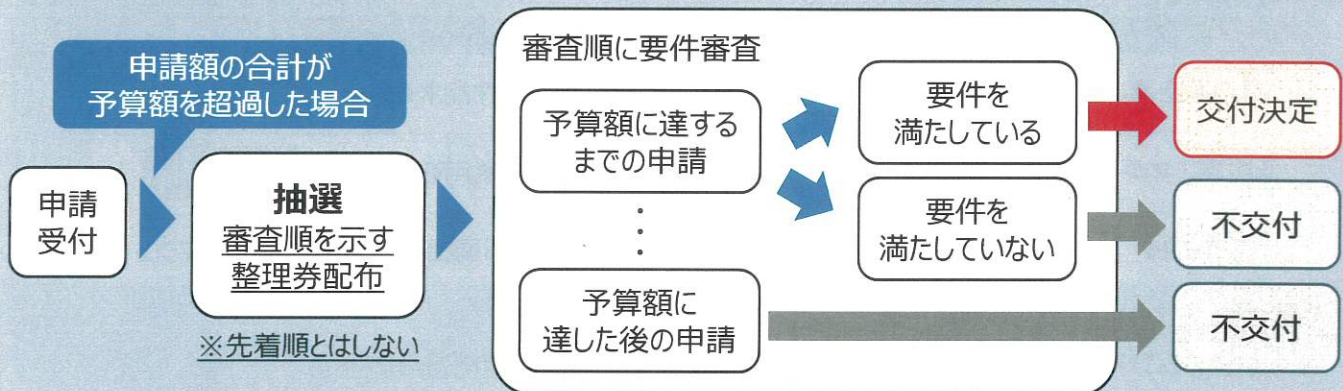 申請額の合計が
予算額を超過した場合
申請
受付
抽選
審査順を示す
整理券配布
※先着順とはしない
審査順に要件審査
予算額に達する
までの申請
・
・
・
予算額に
達した後の申請
要件を
満たしている
要件を
満たしていない
交付決定
不交付
不交付